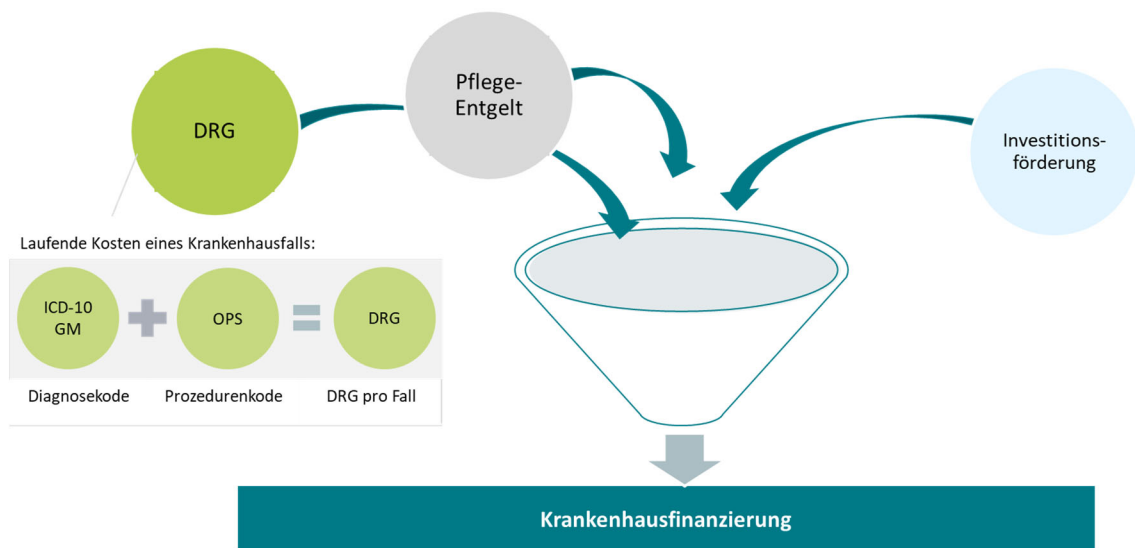 DRG
Pflege-
Entgelt
Investitions-
förderung
Laufende Kosten eines Krankenhausfalls:
ICD-10
GM
OPS
DRG
Diagnosekode
Prozedurenkode
DRG pro Fall
Krankenhausfinanzierung